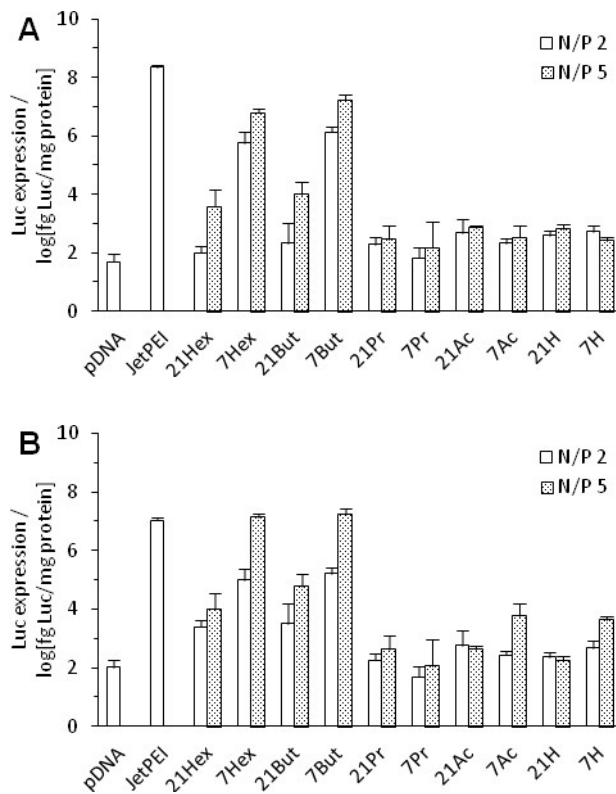 A
10
8
6
4
2
0
Luc expression /
log[fg Luc/mg protein]
N/P 2
N/P 5
pDNA
JetPEI
21Hex
7Hex
21But
7But
21Pr
7Pr
21Ac
7Ac
21H
7H
B
10
8
6
4
2
0
Luc expression /
log[fg Luc/mg protein]
N/P 2
N/P 5
pDNA
JetPEI
21Hex
7Hex
21But
7But
21Pr
7Pr
21Ac
7Ac
21H
7H